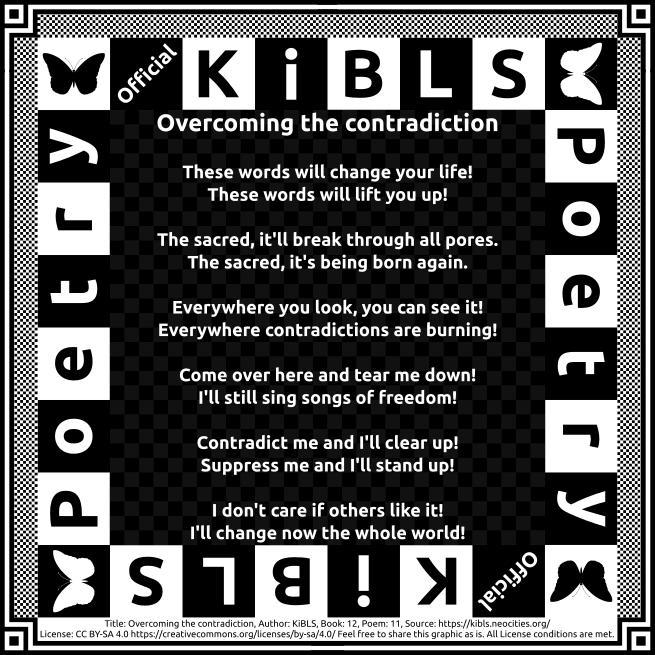 Official KiBLS
Poetry
Poetry
Overcoming the contradiction
These words will change your life!
These words will lift you up!
The sacred, it'll break through all pores.
The sacred, it's being born again.
Everywhere you look, you can see it!
Everywhere contradictions are burning!
Come over here and tear me down!
I'll still sing songs of freedom!
Contradict me and I'll clear up!
Suppress me and I'll stand up!
I don't care if others like it!
I'll change now the whole world!
Official KiBLS
Title: Overcoming the contradiction, Author: KiBLS, Book: 12, Poem: 11, Source: https://kibls.neocities.org/
License: CC BY-SA 4.0 https://creativecommons.org/licenses/by-sa/4.0/ Feel free to share this graphic as is. All License conditions are met.